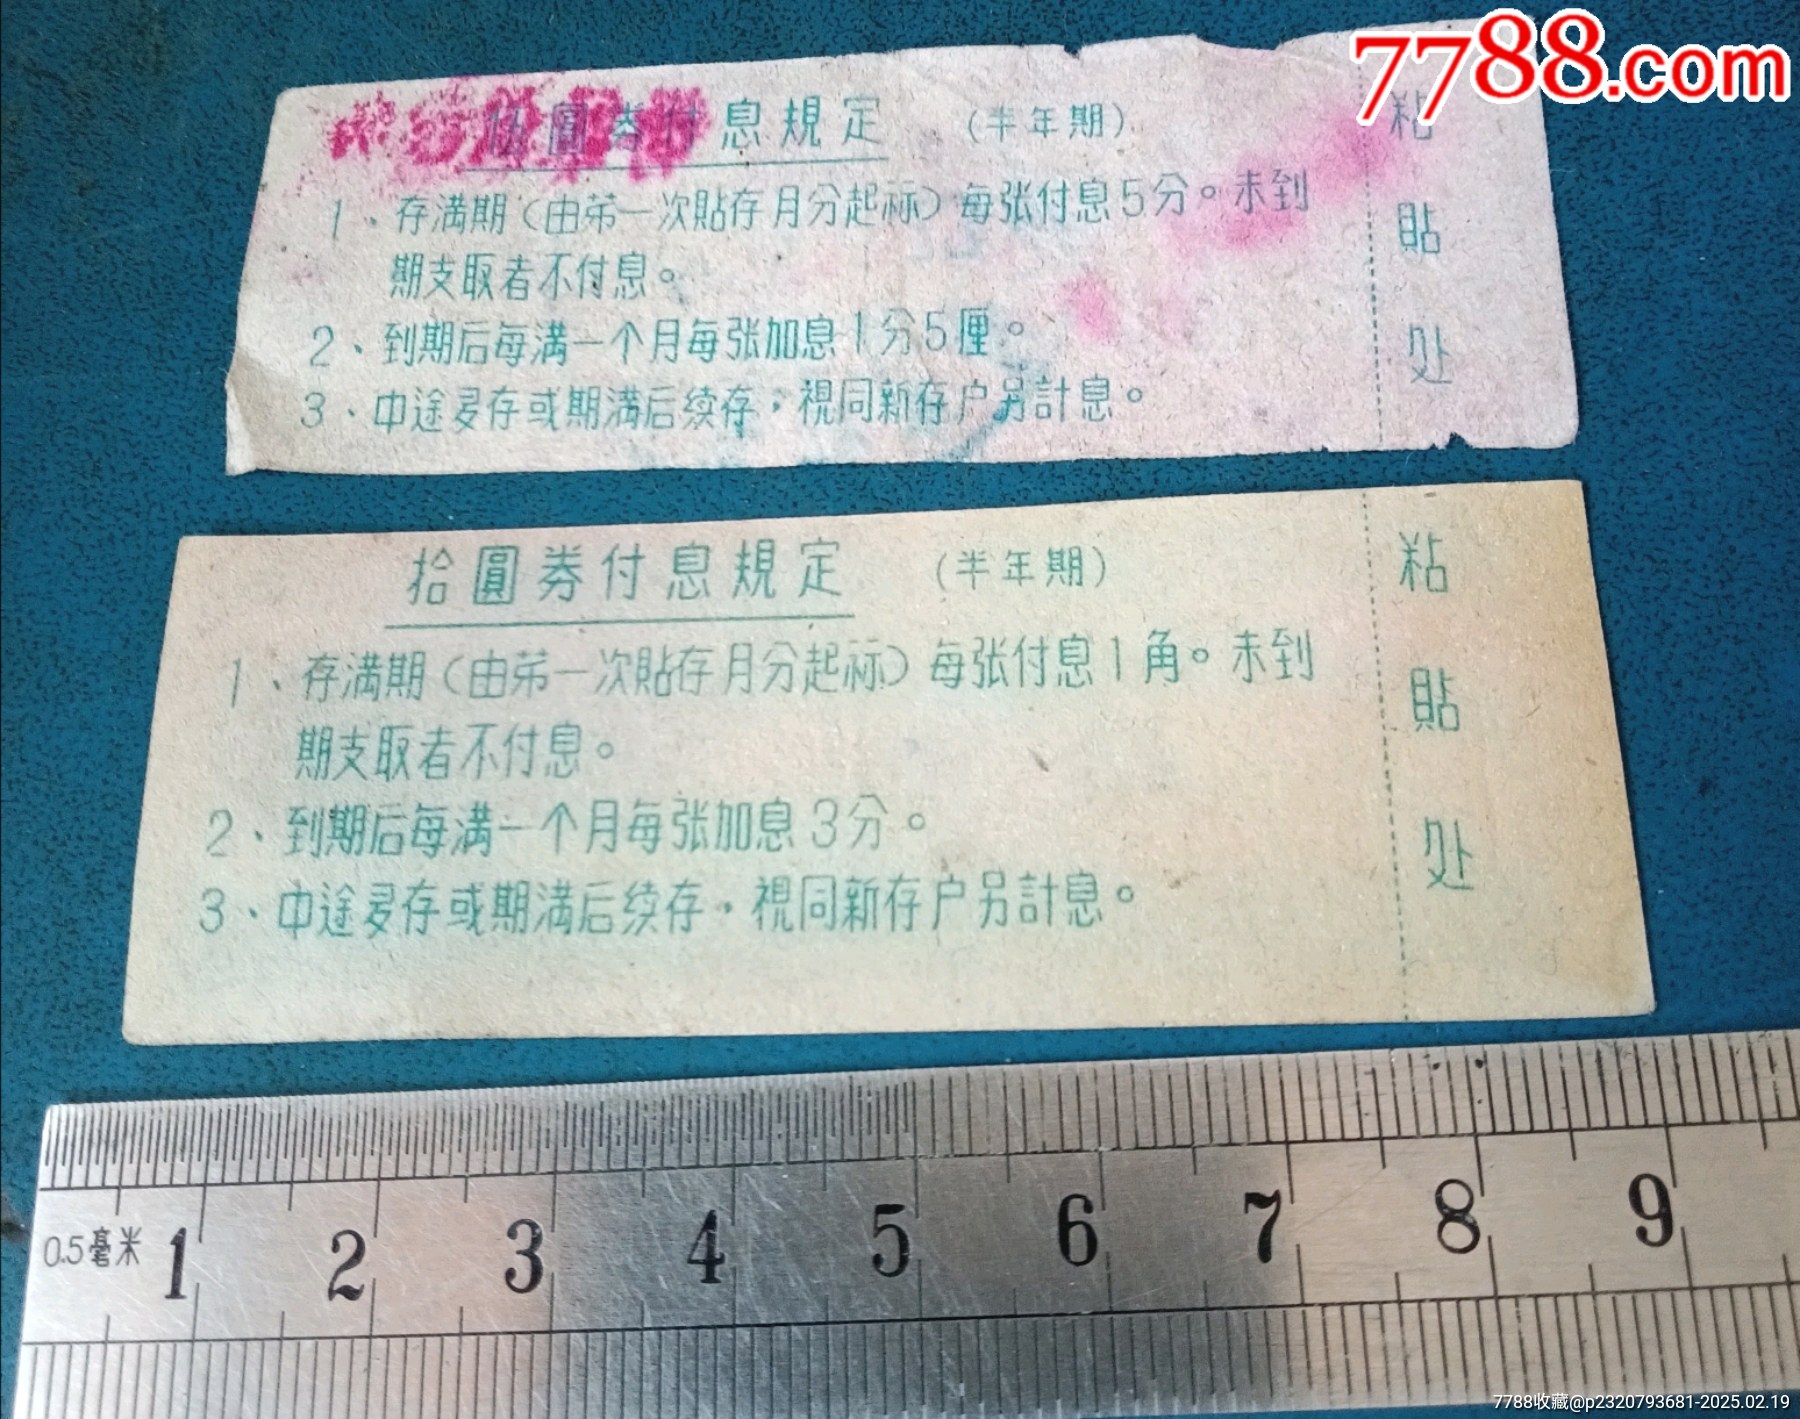 7788.com
伍圓券付息規定 (半年期)
1、存满期(由苐一次貼存月分起祘)每张付息5分。未到
期支取者不付息。
2、到期后每满一个月每张加息1分5厘。
3、中途妟存或期满后续存,視同新存户另計息。
粘
貼
处
拾圓券付息規定 (半年期)
1、存满期(由苐一次貼存月分起祘)每张付息1角。未到
期支取者不付息。
2、到期后每满一个月每张加息3分。
3、中途妟存或期满后续存,視同新存户另計息。
粘
貼
处
0.5毫米 1 2 3 4 5 6 7 8 9
7788收藏@p2320793681-2025.02.19